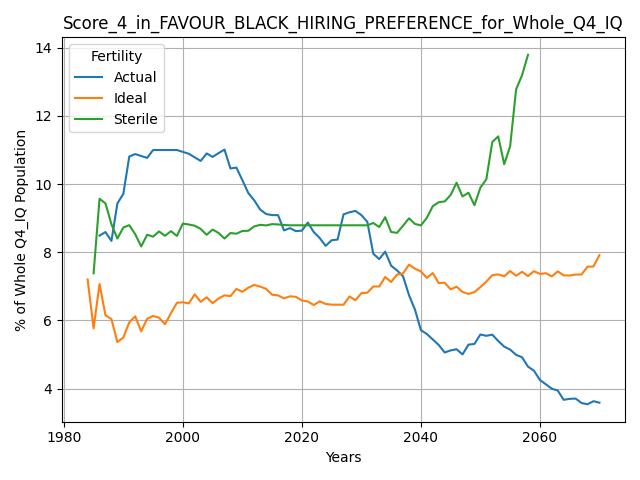 Score_4_in_FAVOUR_BLACK_HIRING_PREFERENCE_for_Whole_Q4_IQ
Fertility
Actual
Ideal
Sterile
% of Whole Q4_IQ Population
14
12
10
8
6
4
1980
2000
2020
2040
2060
Years